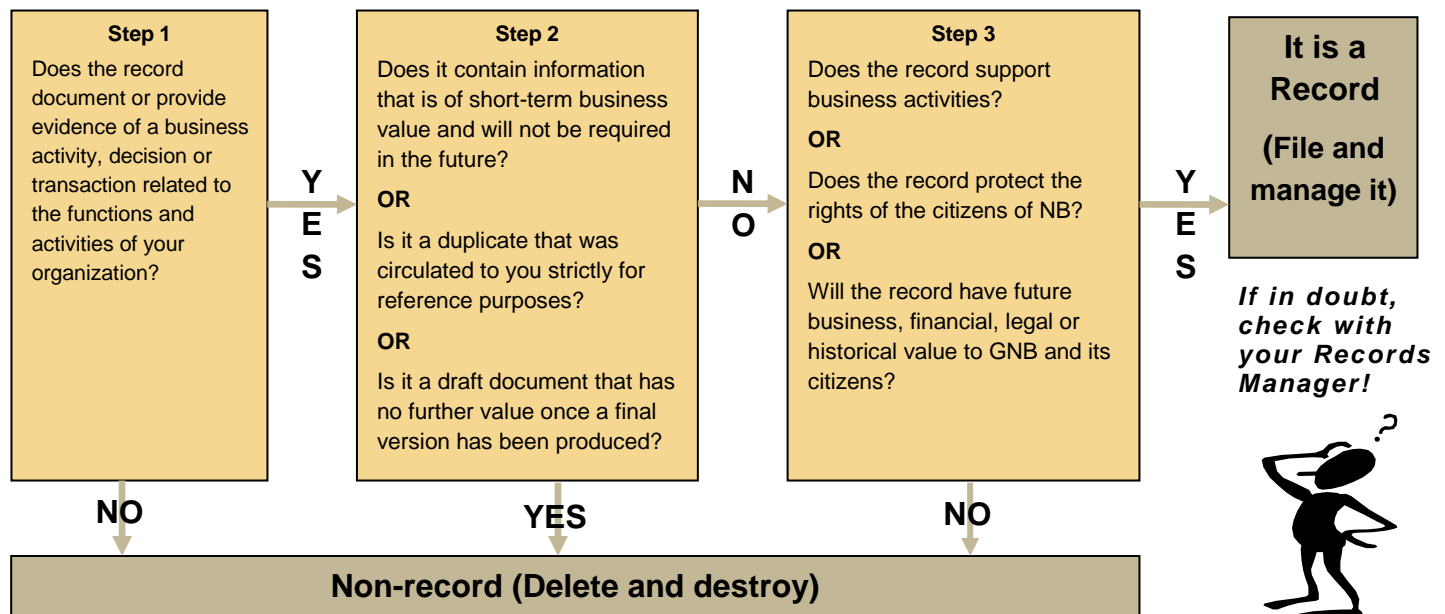 Step 1
Does the record
document or provide
evidence of a business
activity, decision or
transaction related to
the functions and
activities of your
organization?
NO
Y
E
S
Step 2
Does it contain information
that is of short-term business
value and will not be required
in the future?
OR
Is it a duplicate that was
circulated to you strictly for
reference purposes?
OR
Is it a draft document that has
no further value once a final
version has been produced?
YES
N
O
Step 3
Does the record support
business activities?
OR
Does the record protect the
rights of the citizens of NB?
OR
Will the record have future
business, financial, legal or
historical value to GNB and its
citizens?
NO
Y
E
S
It is a
Record
(File and
manage it)
If in doubt,
check with
your Records
Manager!
?
Non-record (Delete and destroy)